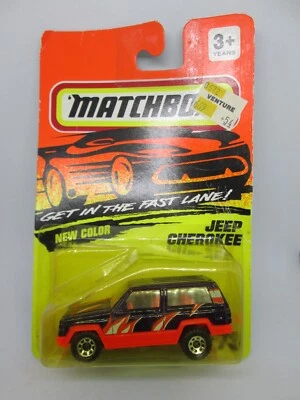 3+
YEARS
MATCHBO
VENTURE
GET IN THE FAST LANE!
NEW COLOR
JEEP
CHEROKEE